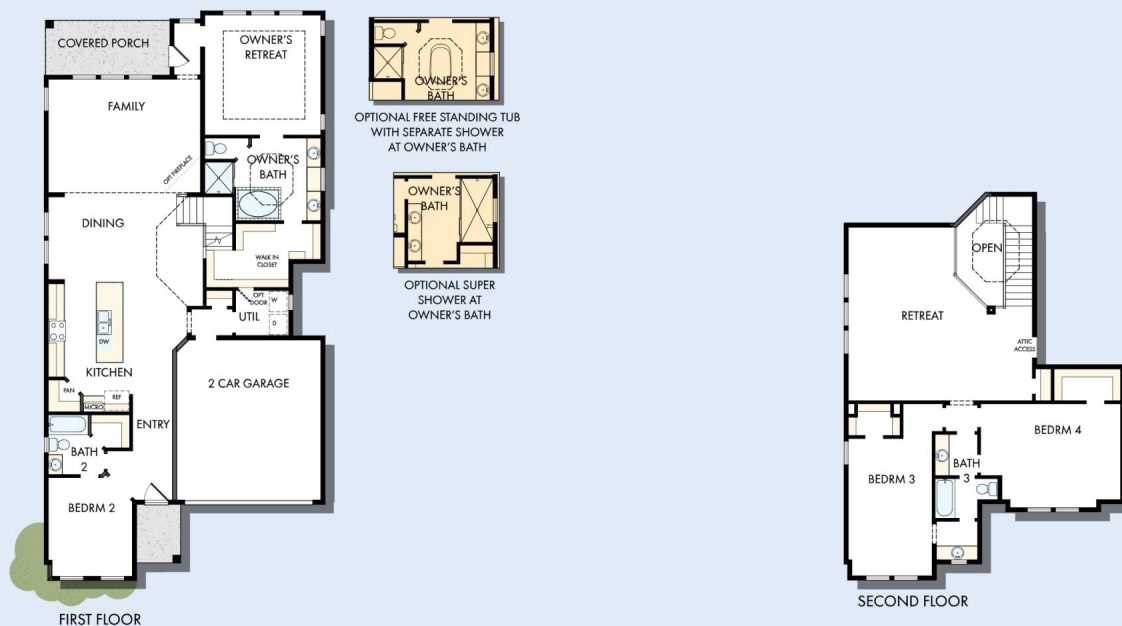 COVERED PORCH
OWNER'S
RETREAT
FAMILY
OPT FIREPLACE
OWNER'S
BATH
DINING
WALK IN
CLOSET
OPT
DOOR
W
D
UTIL
DW
KITCHEN
2 CAR GARAGE
PAN
REF
MICRO
ENTRY
BATH
2
BEDRM 2
FIRST FLOOR
OWNER'S
BATH
OPTIONAL FREE STANDING TUB
WITH SEPARATE SHOWER
AT OWNER'S BATH
OWNER'S
BATH
OPTIONAL SUPER
SHOWER AT
OWNER'S BATH
OPEN
RETREAT
ATTIC
ACCESS
BEDRM 4
BATH
3
BEDRM 3
SECOND FLOOR